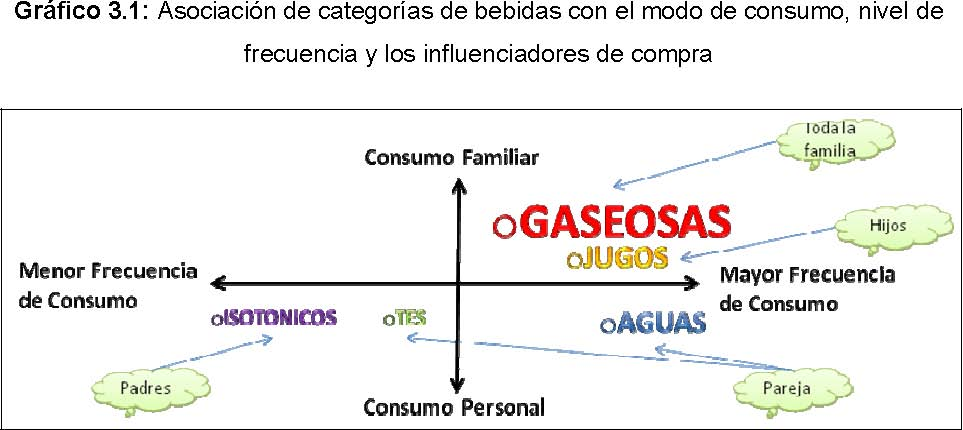 Gráfico 3.1: Asociación de categorías de bebidas con el modo de consumo, nivel de
frecuencia y los influenciadores de compra
Toda la
familia
Consumo Familiar
GASEOSAS
Hijos
JUGOS
Menor Frecuencia
de Consumo
Mayor Frecuencia
de Consumo
ISOTONICOS
TES
AGUAS
Padres
Pareja
Consumo Personal